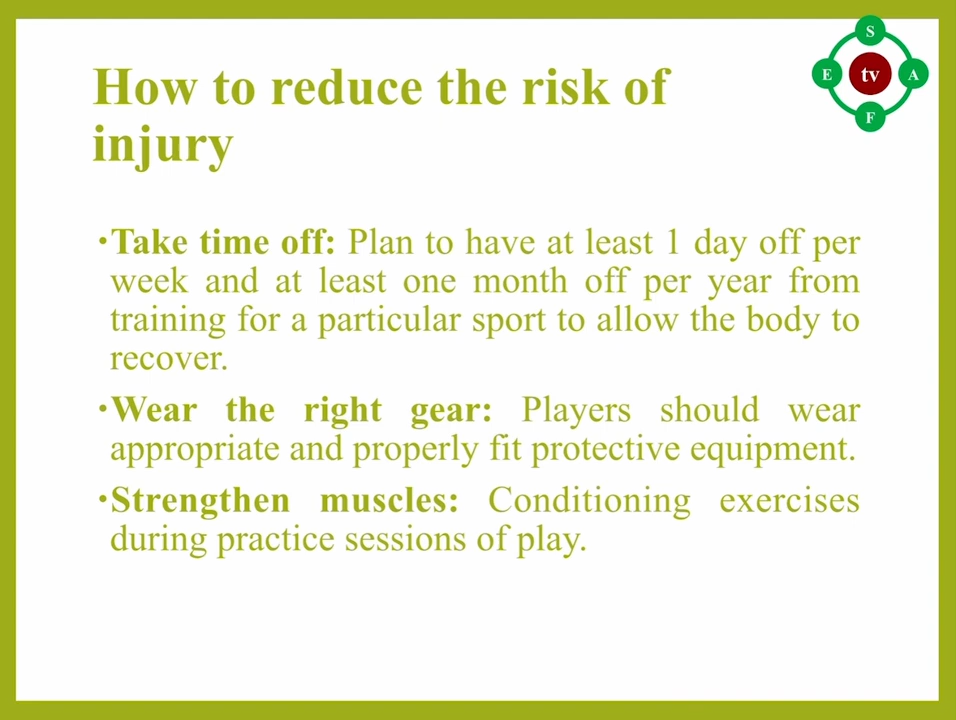 How to reduce the risk of
injury
S
E
tv
A
F
•Take time off: Plan to have at least 1 day off per
week and at least one month off per year from
training for a particular sport to allow the body to
recover.
•Wear the right gear: Players should wear
appropriate and properly fit protective equipment.
•Strengthen muscles: Conditioning exercises
during practice sessions of play.